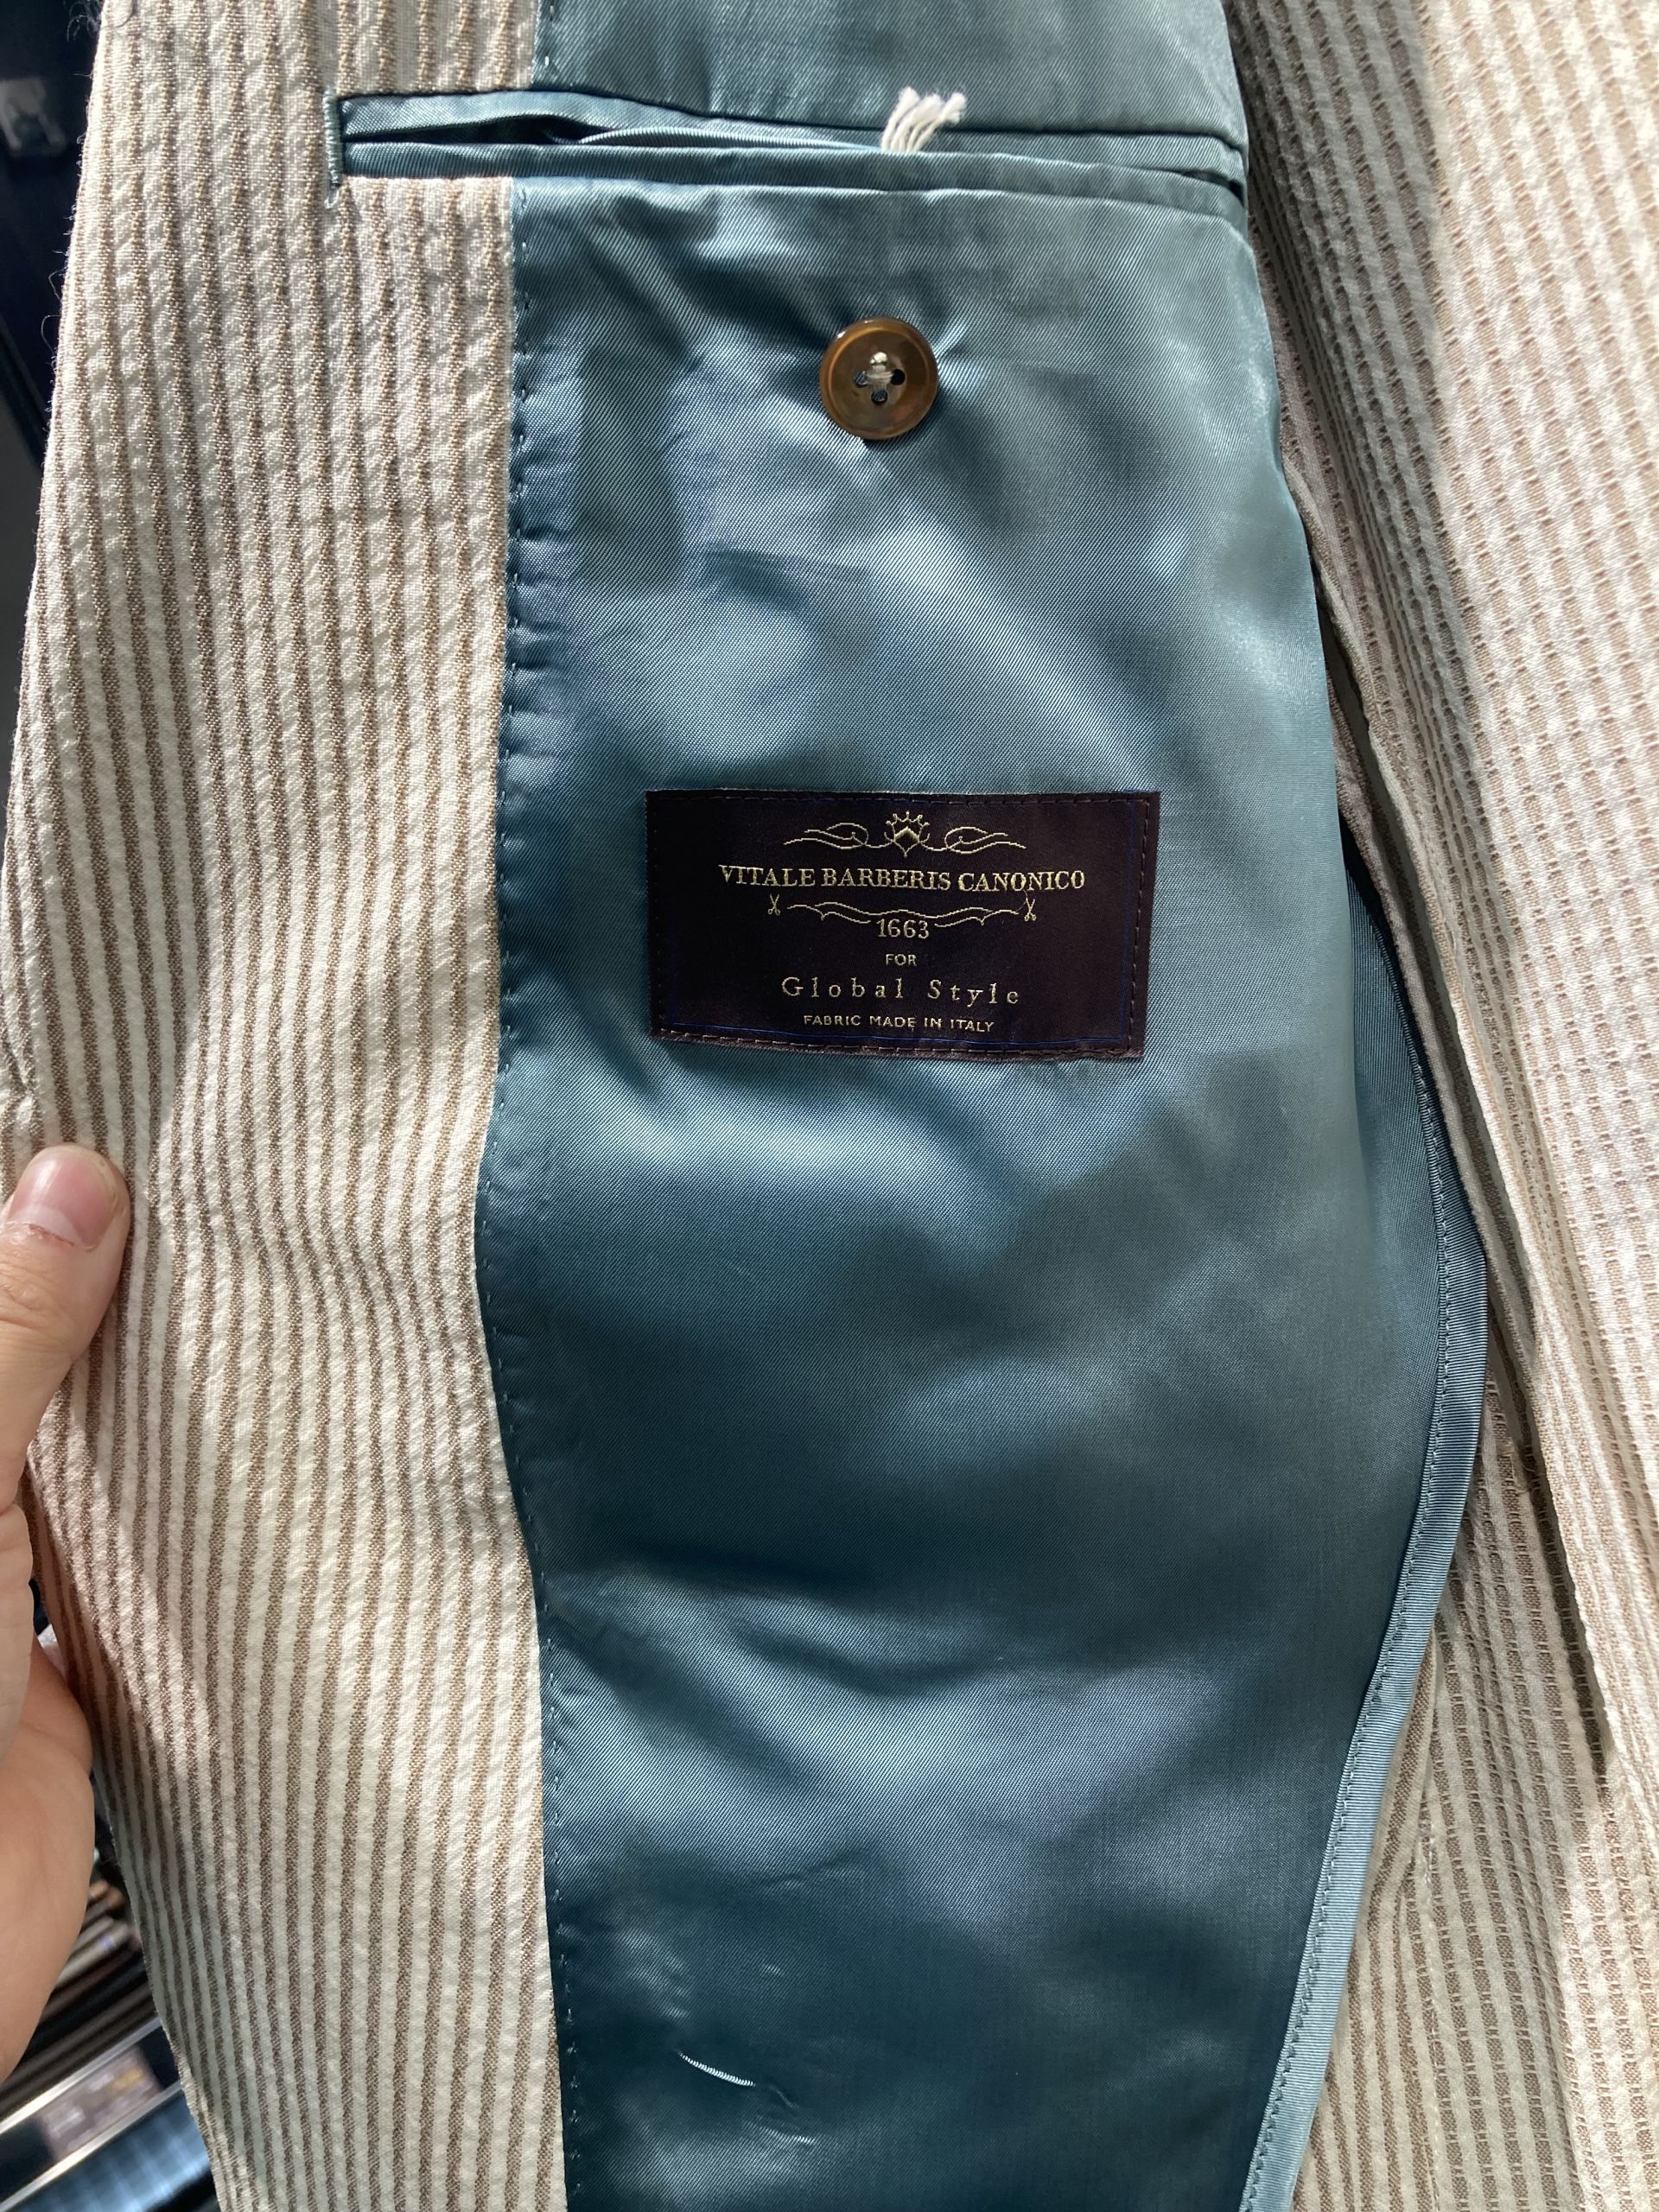 VITALE BARBERIS CANONICO
1663
FOR
Global Style
FABRIC MADE IN ITALY